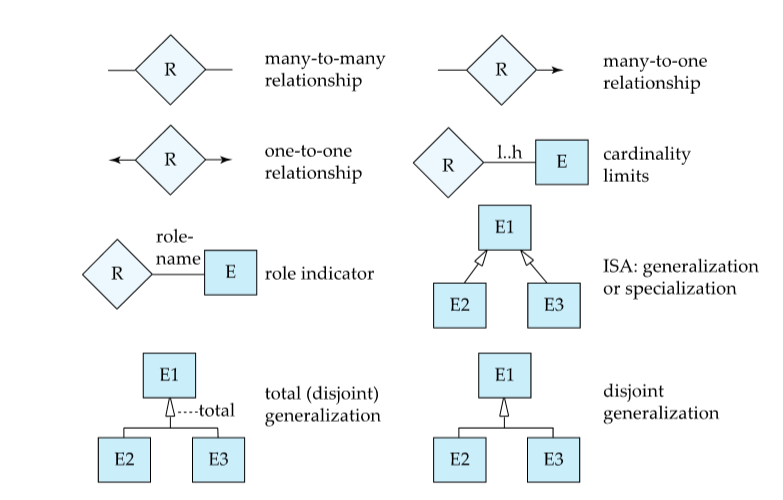 R
many-to-many
relationship
R
many-to-one
relationship
R
one-to-one
relationship
R
l..h
E
cardinality
limits
R
role-
name
E
role indicator
E1
E2
E3
ISA: generalization
or specialization
E1
total
E2
E3
total (disjoint)
generalization
E1
E2
E3
disjoint
generalization